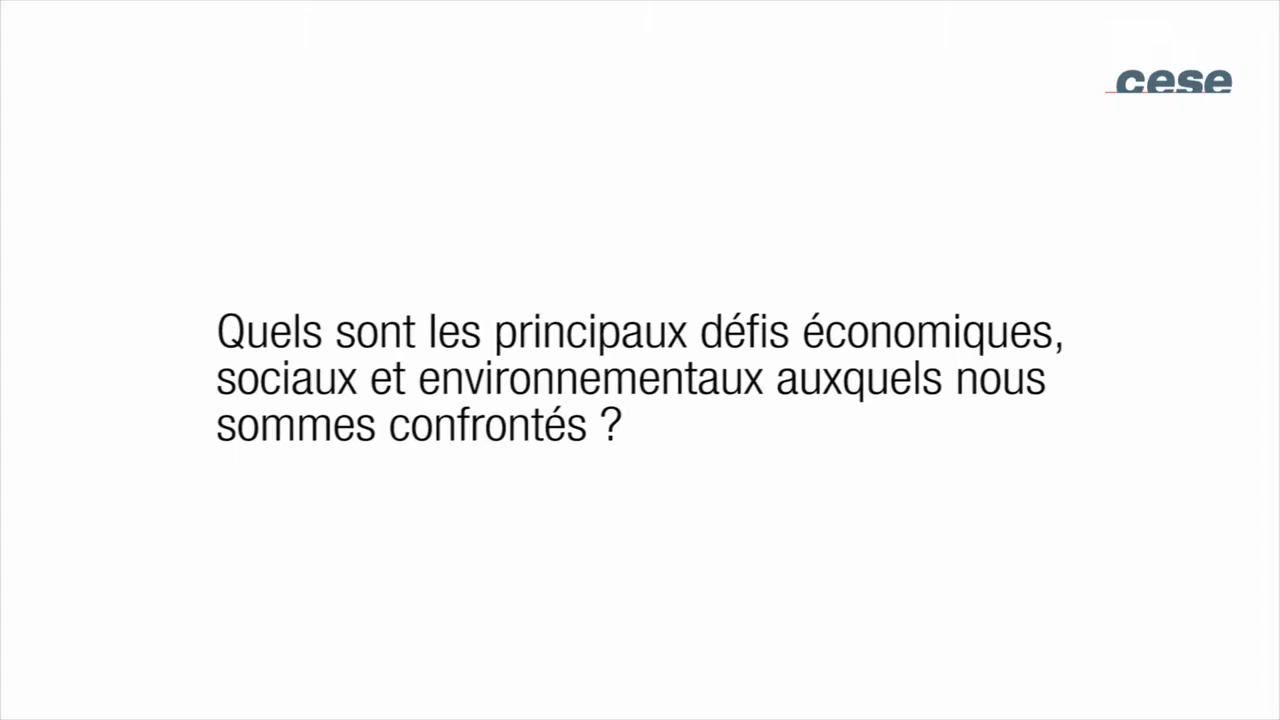 cese
Quels sont les principaux défis économiques,
sociaux et environnementaux auxquels nous
sommes confrontés ?